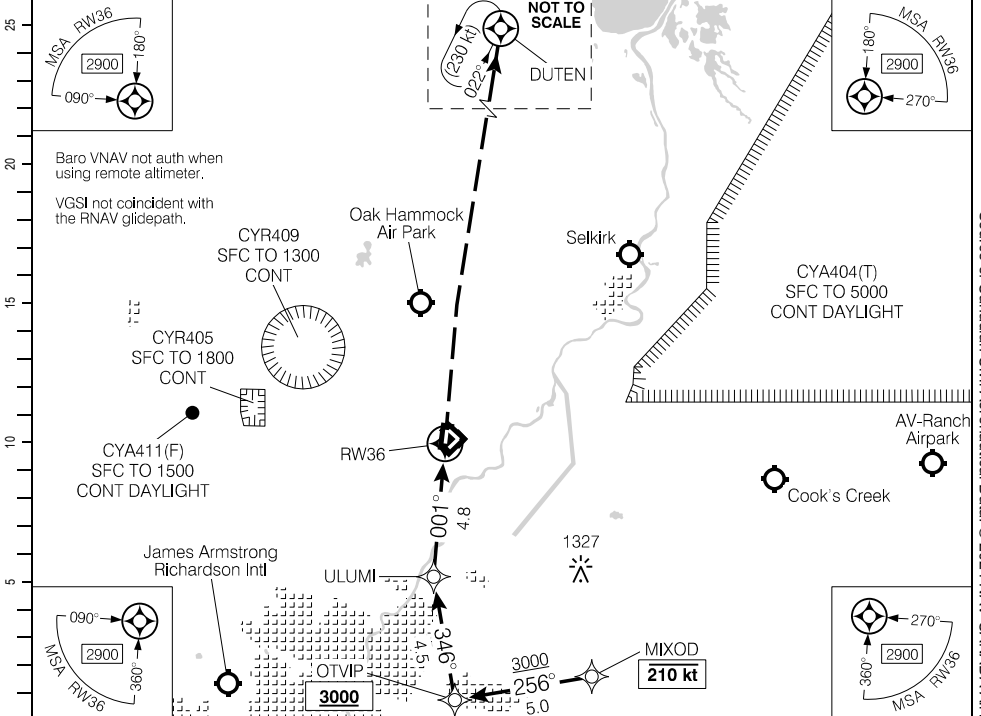 25
20
15
10
5
MSA RW36
2900
180°
090°
NOT TO
SCALE
(230 kt)
022°
DUTEN
MSA RW36
2900
180°
270°
Baro VNAV not auth when
using remote altimeter.
VGSI not coincident with
the RNAV glidepath.
Oak Hammock
Air Park
Selkirk
CYR409
SFC TO 1300
CONT
CYA404(T)
SFC TO 5000
CONT DAYLIGHT
CYR405
SFC TO 1800
CONT
CYA411(F)
SFC TO 1500
CONT DAYLIGHT
RW36
AV-Ranch
Airpark
Cook's Creek
001°
4.8
1327
James Armstrong
Richardson Intl
ULUMI
346°
4.5
OTVIP
3000
3000
256°
5.0
MIXOD
210 kt
090°
2900
360°
MSA RW36
270°
2900
360°
MSA RW36